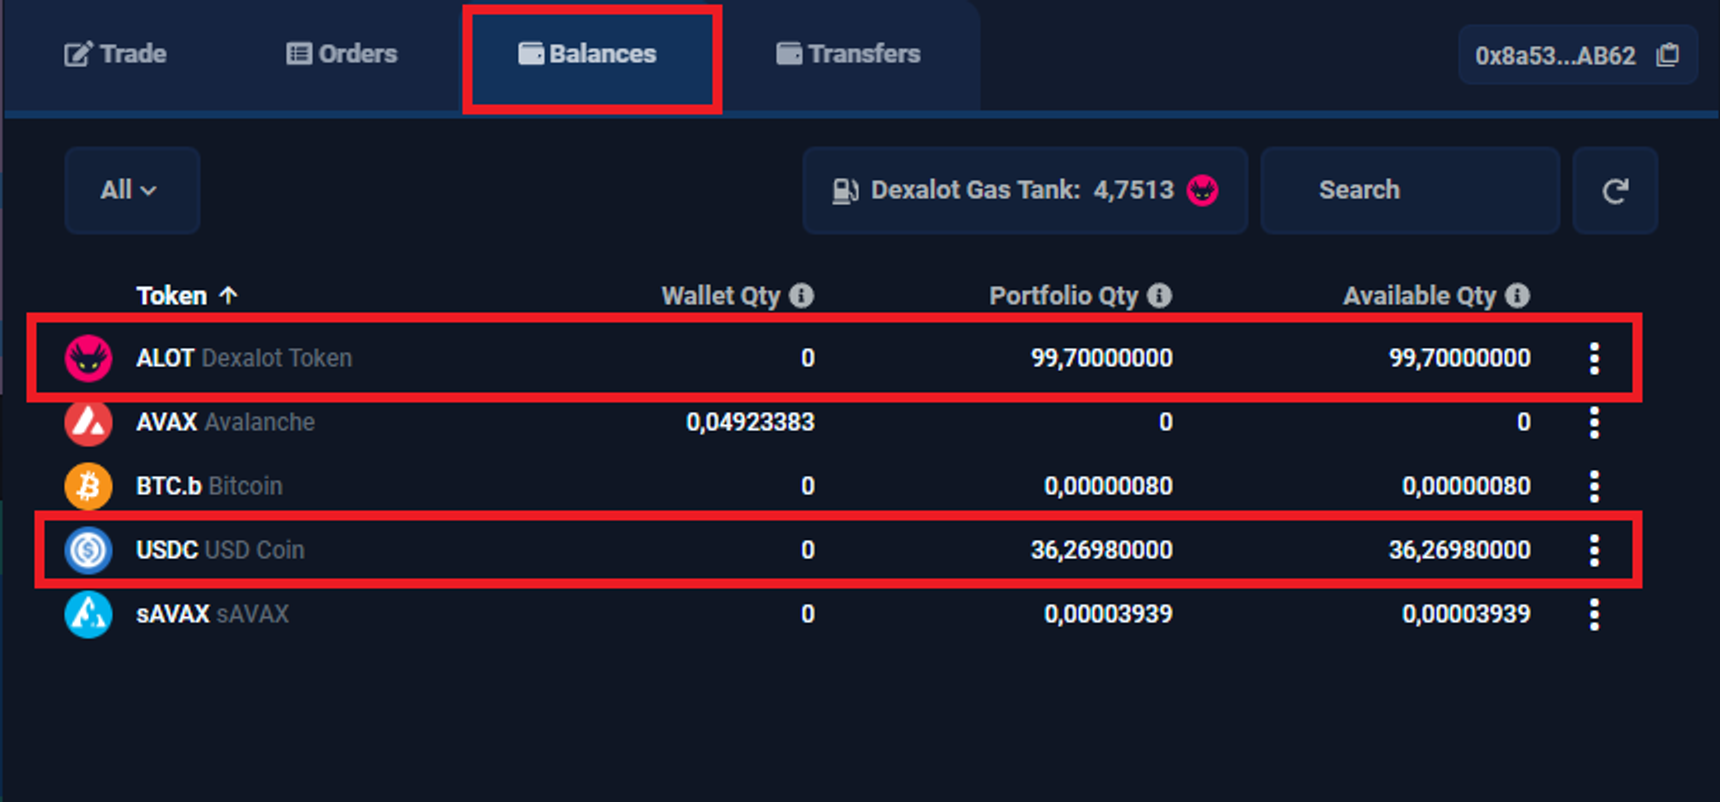 Trade Orders Balances Transfers 0x8a53...AB62
All Dexalot Gas Tank: 4,7513 Search
Token ↑ Wallet Qty Portfolio Qty Available Qty
ALOT Dexalot Token 0 99,70000000 99,70000000
AVAX Avalanche 0,04923383 0 0
BTC.b Bitcoin 0 0,00000080 0,00000080
USDC USD Coin 0 36,26980000 36,26980000
sAVAX sAVAX 0 0,00003939 0,00003939